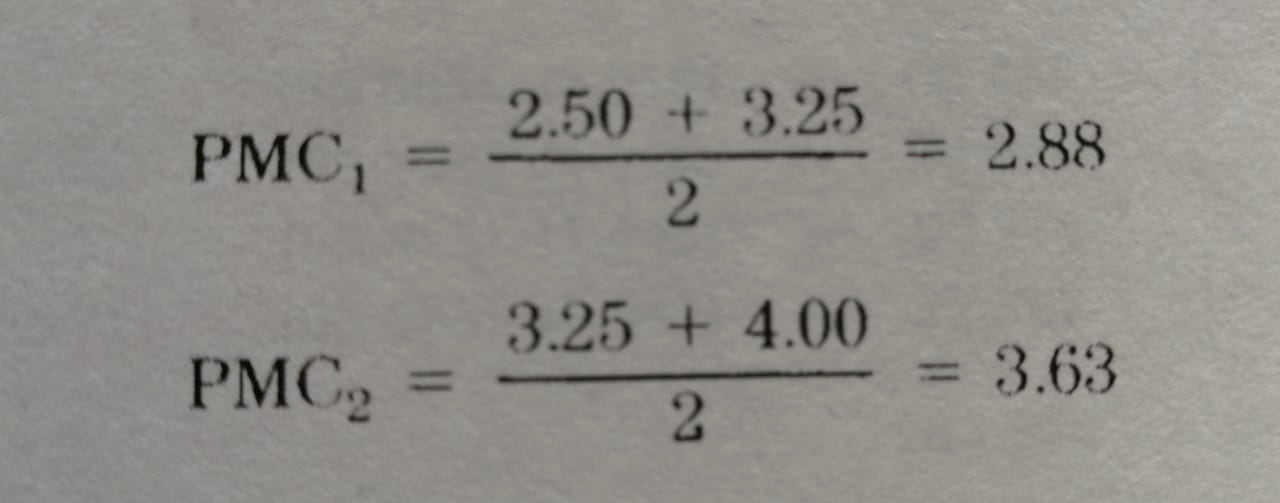 PMC₁ = (2.50 + 3.25) / 2 = 2.88
PMC₂ = (3.25 + 4.00) / 2 = 3.63